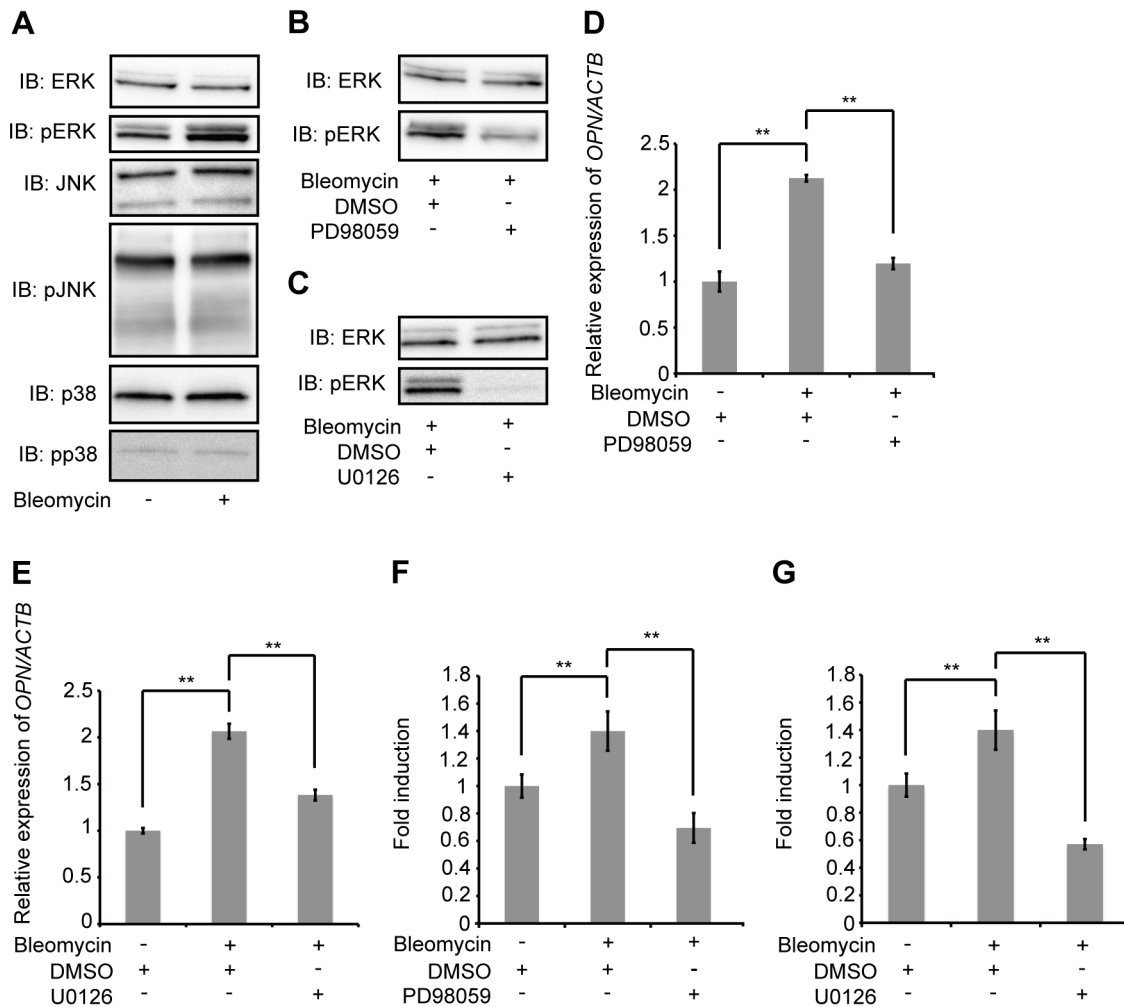 A
IB: ERK
IB: pERK
IB: JNK
IB: pJNK
IB: p38
IB: pp38
Bleomycin - +
B
IB: ERK
IB: pERK
Bleomycin + +
DMSO + -
PD98059 - +
C
IB: ERK
IB: pERK
Bleomycin + +
DMSO + -
U0126 - +
D
Relative expression of OPN/ACTB
2.5
2
1.5
1
0.5
0
**
**
Bleomycin - + +
DMSO + + -
PD98059 - - +
E
Relative expression of OPN/ACTB
2.5
2
1.5
1
0.5
0
**
**
Bleomycin - + +
DMSO + + -
U0126 - - +
F
Fold induction
1.8
1.6
1.4
1.2
1
0.8
0.6
0.4
0.2
0
**
**
Bleomycin - + +
DMSO + + -
PD98059 - - +
G
Fold induction
1.8
1.6
1.4
1.2
1
0.8
0.6
0.4
0.2
0
**
**
Bleomycin - + +
DMSO + + -
U0126 - - +